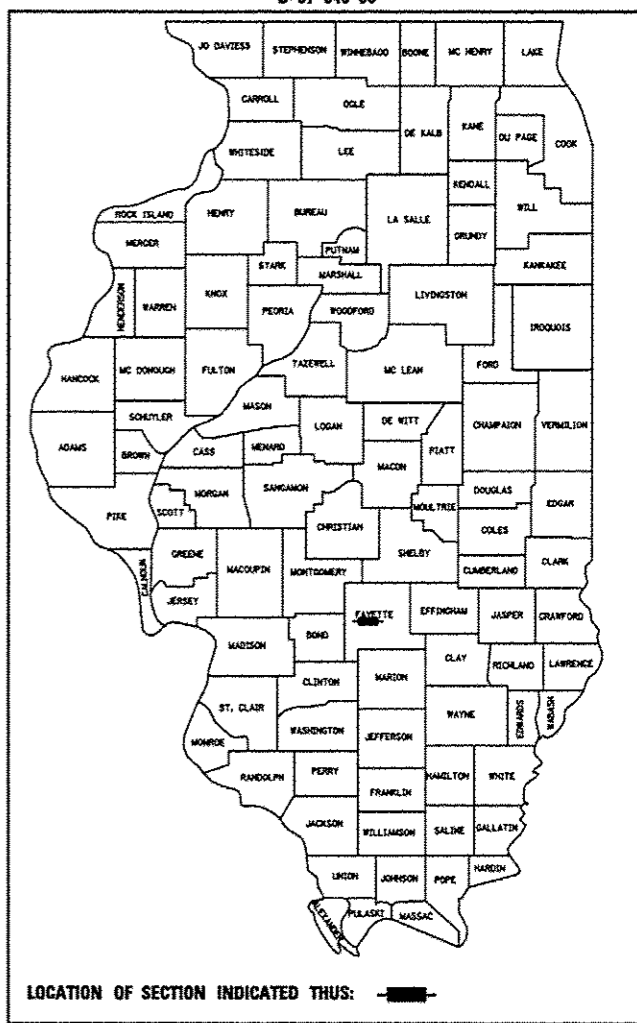 JO DAVIESS STEPHENSON WINNEBAGO BOONE MC HENRY LAKE
CARROLL OGLE DE KALB KANE DU PAGE COOK
WHITESIDE LEE KENDALL WILL
ROCK ISLAND HENRY BUREAU PUTNAM LA SALLE GRUNDY
MERCER STARK MARSHALL KANKAKEE
HENDERSON WARREN KNOX PEORIA WOODFORD LIVINGSTON IROQUOIS
HANCOCK MC DONOUGH FULTON TAZEWELL MC LEAN FORD
SCHUYLER MASON LOGAN DE WITT CHAMPAIGN VERMILION
ADAMS BROWN CASS MENARD MACON PIATT
PIKE SCOTT MORGAN SANGAMON MOULTRIE DOUGLAS EDGAR
CHRISTIAN COLES
CALHOUN GREENE MACOUPIN MONTGOMERY SHELBY CUMBERLAND CLARK
JERSEY FAYETTE EFFINGHAM JASPER CRAWFORD
MADISON BOND CLAY RICHLAND LAWRENCE
CLINTON MARION
ST. CLAIR WAYNE EDWARDS WABASH
MONROE WASHINGTON JEFFERSON
RANDOLPH PERRY HAMILTON WHITE
FRANKLIN
JACKSON WILLIAMSON SALINE GALLATIN
UNION JOHNSON POPE HARDIN
ALEXANDER PULASKI MASSAC
LOCATION OF SECTION INDICATED THUS: